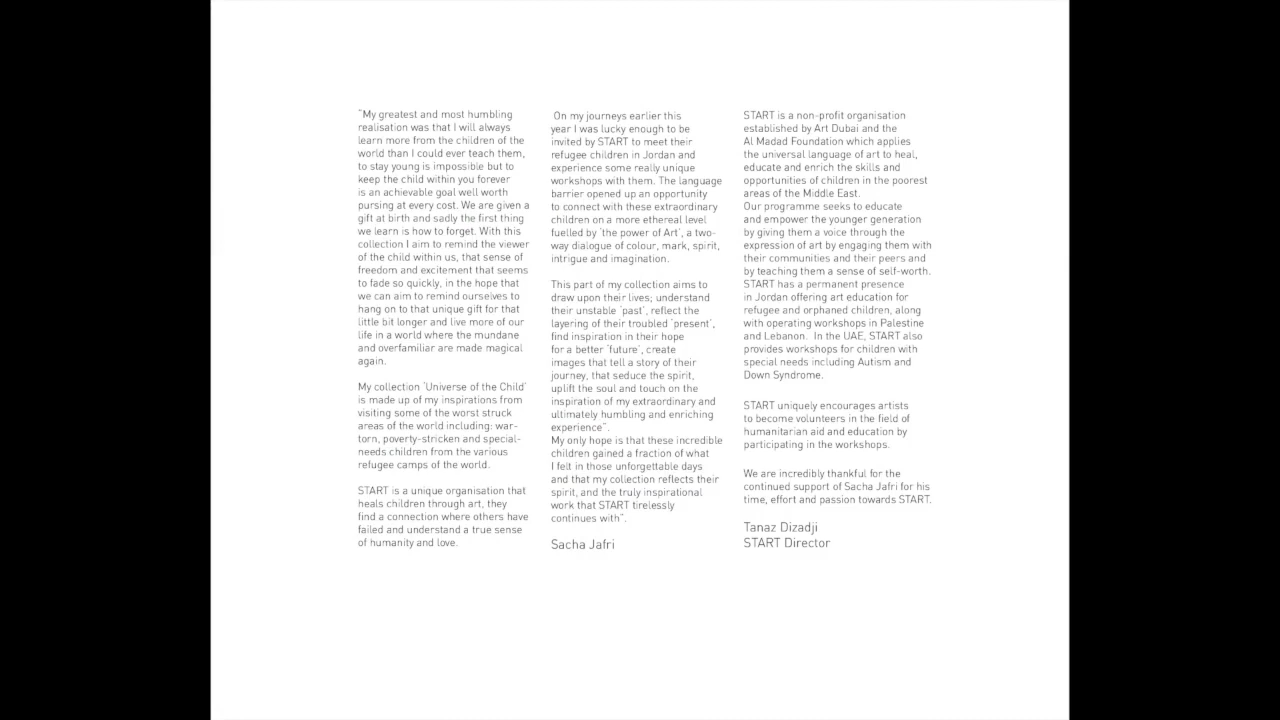 “My greatest and most humbling
realisation was that I will always
learn more from the children of the
world than I could ever teach them,
to stay young is impossible but to
keep the child within you forever
is an achievable goal well worth
pursing at every cost. We are given a
gift at birth and sadly the first thing
we learn is how to forget. With this
collection I aim to remind the viewer
of the child within us, that sense of
freedom and excitement that seems
to fade so quickly, in the hope that
we can aim to remind ourselves to
hang on to that unique gift for that
little bit longer and live more of our
life in a world where the mundane
and overfamiliar are made magical
again.
My collection ‘Universe of the Child’
is made up of my inspirations from
visiting some of the worst struck
areas of the world including: war-
torn, poverty-stricken and special-
needs children from the various
refugee camps of the world.
START is a unique organisation that
heals children through art, they
find a connection where others have
failed and understand a true sense
of humanity and love.
On my journeys earlier this
year I was lucky enough to be
invited by START to meet their
refugee children in Jordan and
experience some really unique
workshops with them. The language
barrier opened up an opportunity
to connect with these extraordinary
children on a more ethereal level
fuelled by ‘the power of Art’, a two-
way dialogue of colour, mark, spirit,
intrigue and imagination.
This part of my collection aims to
draw upon their lives; understand
their unstable ‘past’, reflect the
layering of their troubled ‘present’,
find inspiration in their hope
for a better ‘future’, create
images that tell a story of their
journey, that seduce the spirit,
uplift the soul and touch on the
inspiration of my extraordinary and
ultimately humbling and enriching
experience”.
My only hope is that these incredible
children gained a fraction of what
I felt in those unforgettable days
and that my collection reflects their
spirit, and the truly inspirational
work that START tirelessly
continues with”.
Sacha Jafri
START is a non-profit organisation
established by Art Dubai and the
Al Madad Foundation which applies
the universal language of art to heal,
educate and enrich the skills and
opportunities of children in the poorest
areas of the Middle East.
Our programme seeks to educate
and empower the younger generation
by giving them a voice through the
expression of art by engaging them with
their communities and their peers and
by teaching them a sense of self-worth.
START has a permanent presence
in Jordan offering art education for
refugee and orphaned children, along
with operating workshops in Palestine
and Lebanon. In the UAE, START also
provides workshops for children with
special needs including Autism and
Down Syndrome.
START uniquely encourages artists
to become volunteers in the field of
humanitarian aid and education by
participating in the workshops.
We are incredibly thankful for the
continued support of Sacha Jafri for his
time, effort and passion towards START.
Tanaz Dizadji
START Director